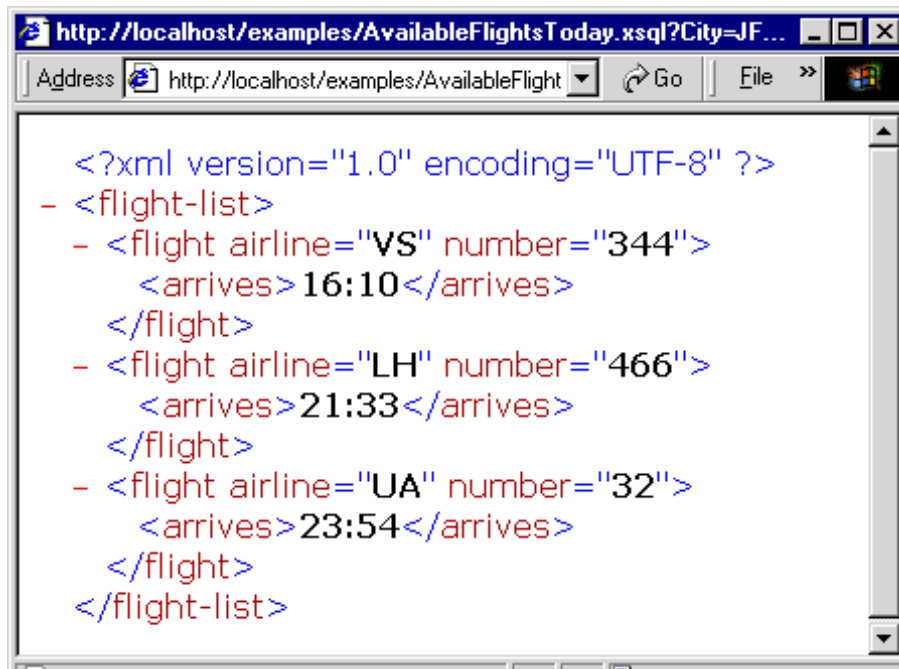 http://localhost/examples/AvailableFlightsToday.xsql?City=JF...
Address http://localhost/examples/AvailableFlight Go File »
<?xml version="1.0" encoding="UTF-8" ?>
– <flight-list>
– <flight airline="VS" number="344">
<arrives>16:10</arrives>
</flight>
– <flight airline="LH" number="466">
<arrives>21:33</arrives>
</flight>
– <flight airline="UA" number="32">
<arrives>23:54</arrives>
</flight>
</flight-list>